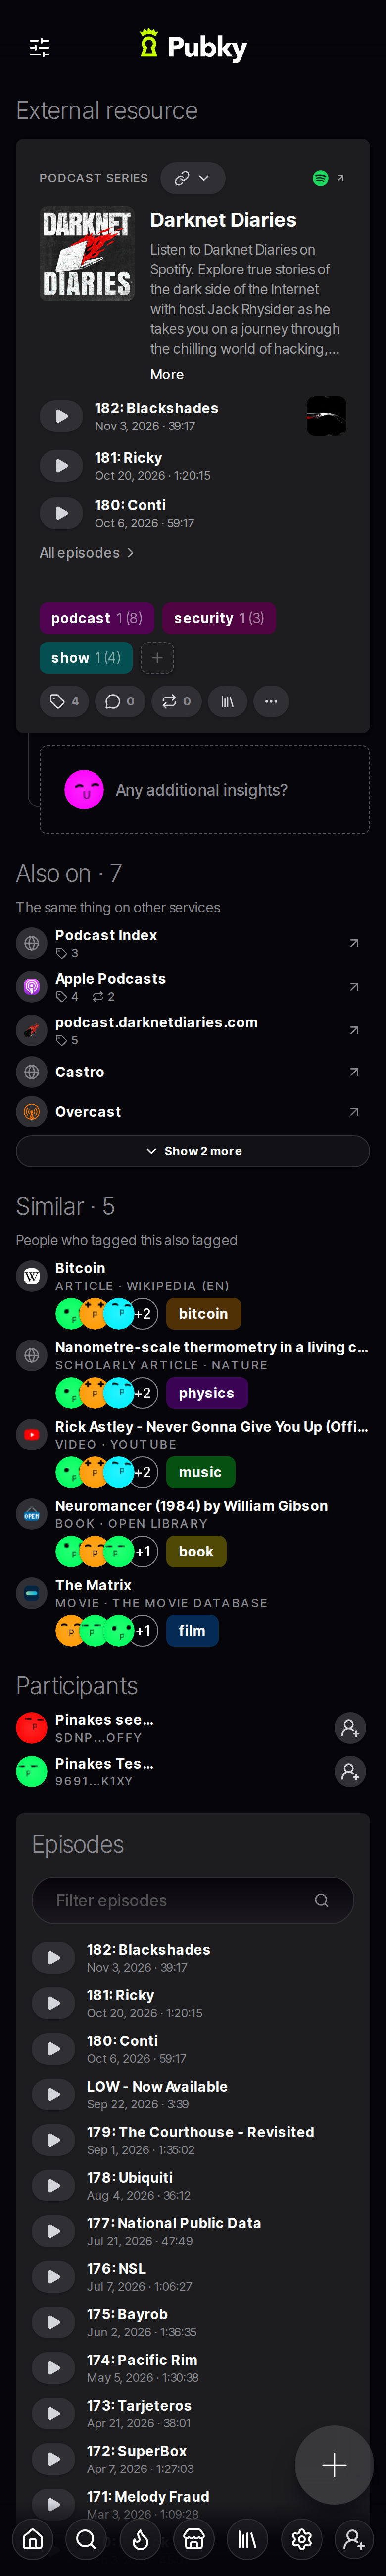 Pubky
External resource
PODCAST SERIES
DARKNET
DIARIES
Darknet Diaries
Listen to Darknet Diaries on
Spotify. Explore true stories of
the dark side of the Internet
with host Jack Rhysider as he
takes you on a journey through
the chilling world of hacking,...
More
182: Blackshades
Nov 3, 2026 · 39:17
181: Ricky
Oct 20, 2026 · 1:20:15
180: Conti
Oct 6, 2026 · 59:17
All episodes
podcast 1 (8)
security 1 (3)
show 1 (4)
4
0
0
Any additional insights?
Also on · 7
The same thing on other services
Podcast Index
3
Apple Podcasts
4 2
podcast.darknetdiaries.com
5
Castro
Overcast
Show 2 more
Similar · 5
People who tagged this also tagged
Bitcoin
ARTICLE · WIKIPEDIA (EN)
+2 bitcoin
Nanometre-scale thermometry in a living c...
SCHOLARLY ARTICLE · NATURE
+2 physics
Rick Astley - Never Gonna Give You Up (Offi...
VIDEO · YOUTUBE
+2 music
Neuromancer (1984) by William Gibson
BOOK · OPEN LIBRARY
+1 book
The Matrix
MOVIE · THE MOVIE DATABASE
+1 film
Participants
Pinakes see...
SDNP...OFFY
Pinakes Tes...
9691...K1XY
Episodes
Filter episodes
182: Blackshades
Nov 3, 2026 · 39:17
181: Ricky
Oct 20, 2026 · 1:20:15
180: Conti
Oct 6, 2026 · 59:17
LOW - Now Available
Sep 22, 2026 · 3:39
179: The Courthouse - Revisited
Sep 1, 2026 · 1:35:02
178: Ubiquiti
Aug 4, 2026 · 36:12
177: National Public Data
Jul 21, 2026 · 47:49
176: NSL
Jul 7, 2026 · 1:06:27
175: Bayrob
Jun 2, 2026 · 1:36:35
174: Pacific Rim
May 5, 2026 · 1:30:38
173: Tarjeteros
Apr 21, 2026 · 38:01
172: SuperBox
Apr 7, 2026 · 1:27:03
171: Melody Fraud
Mar 3, 2026 · 1:09:28